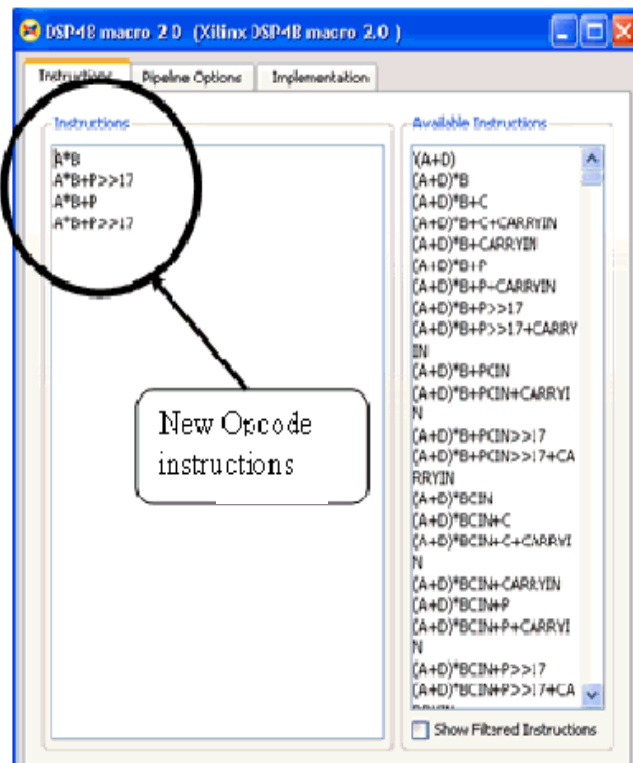 DSP48 macro 2.0 (Xilinx DSP48 macro 2.0 )
Instructions Pipeline Options Implementation
Instructions
A*B
A*B+P>>17
A*B+P
A*B+P>>17
New Opcode
instructions
Available Instructions
(A+D)
(A+D)*B
(A+D)*B+C
(A+D)*B+C+CARRYIN
(A+D)*B+CARRYIN
(A+D)*B+P
(A+D)*B+P+CARRYIN
(A+D)*B+P>>17
(A+D)*B+P>>17+CARRY
IN
(A+D)*B+PCIN
(A+D)*B+PCIN+CARRYI
N
(A+D)*B+PCIN>>17
(A+D)*B+PCIN>>17+CA
RRYIN
(A+D)*BCIN
(A+D)*BCIN+C
(A+D)*BCIN+C+CARRYI
N
(A+D)*BCIN+CARRYIN
(A+D)*BCIN+P
(A+D)*BCIN+P+CARRYI
N
(A+D)*BCIN+P>>17
(A+D)*BCIN+P>>17+CA
RRYIN
Show Filtered Instructions